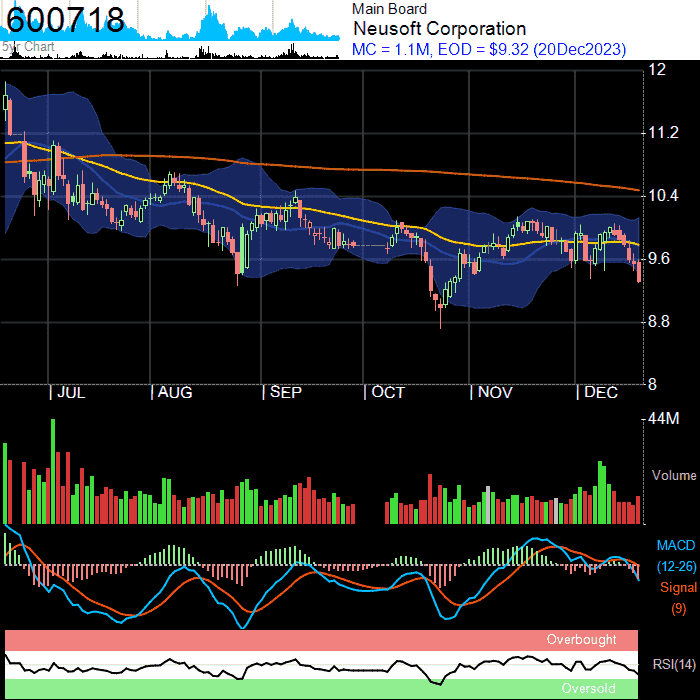 600718
5yr Chart
Main Board
Neusoft Corporation
MC = 1.1M, EOD = $9.32 (20Dec2023)
12
11.2
10.4
9.6
8.8
8
| JUL | AUG | SEP | OCT | NOV | DEC
44M
Volume
MACD
(12-26)
Signal
(9)
Overbought
RSI(14)
Oversold